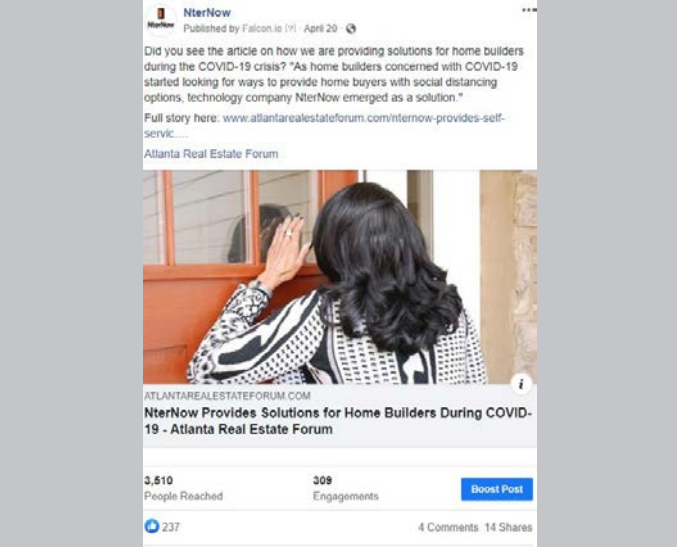 NterNow
NterNow
Published by Falcon.io [?] · April 20 ·
Did you see the article on how we are providing solutions for home builders
during the COVID-19 crisis? "As home builders concerned with COVID-19
started looking for ways to provide home buyers with social distancing
options, technology company NterNow emerged as a solution."
Full story here: www.atlantarealestateforum.com/nternow-provides-self-
servic....
Atlanta Real Estate Forum
i
ATLANTAREALESTATEFORUM.COM
NterNow Provides Solutions for Home Builders During COVID-
19 - Atlanta Real Estate Forum
3,510 309
People Reached Engagements Boost Post
237 4 Comments 14 Shares